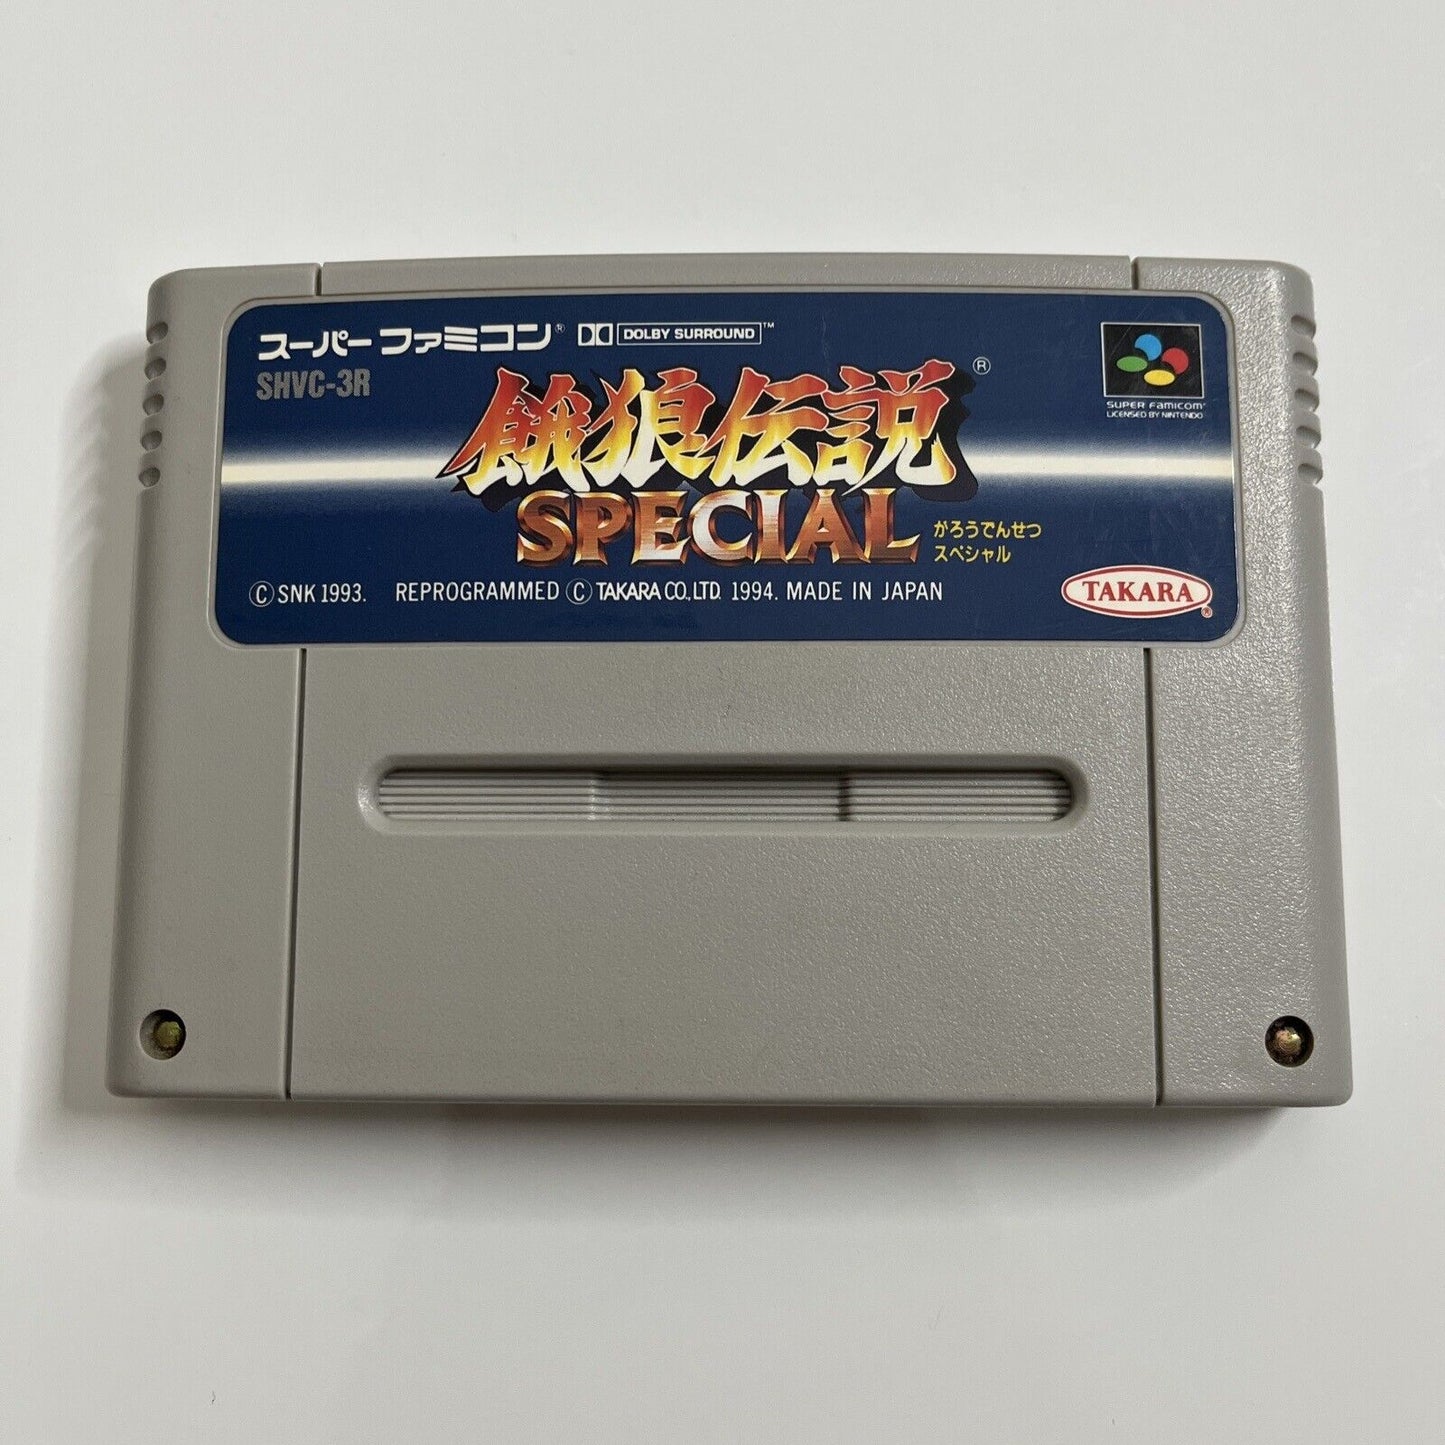 スーパーファミコン® DOLBY SURROUND™
SHVC-3R
餓狼伝説®
SPECIAL
がろうでんせつ
スペシャル
SUPER FAMICOM™
LICENSED BY NINTENDO
© SNK 1993. REPROGRAMMED © TAKARA CO.,LTD. 1994. MADE IN JAPAN
TAKARA®